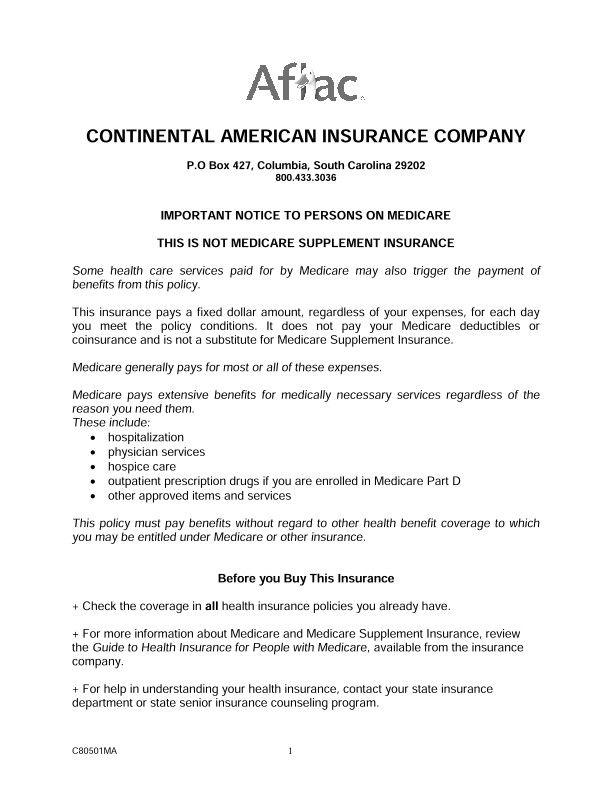 Aflac
CONTINENTAL AMERICAN INSURANCE COMPANY
P.O Box 427, Columbia, South Carolina 29202
800.433.3036
IMPORTANT NOTICE TO PERSONS ON MEDICARE
THIS IS NOT MEDICARE SUPPLEMENT INSURANCE
Some health care services paid for by Medicare may also trigger the payment of
benefits from this policy.
This insurance pays a fixed dollar amount, regardless of your expenses, for each day
you meet the policy conditions. It does not pay your Medicare deductibles or
coinsurance and is not a substitute for Medicare Supplement Insurance.
Medicare generally pays for most or all of these expenses.
Medicare pays extensive benefits for medically necessary services regardless of the
reason you need them.
These include:
• hospitalization
• physician services
• hospice care
• outpatient prescription drugs if you are enrolled in Medicare Part D
• other approved items and services
This policy must pay benefits without regard to other health benefit coverage to which
you may be entitled under Medicare or other insurance.
Before you Buy This Insurance
+ Check the coverage in all health insurance policies you already have.
+ For more information about Medicare and Medicare Supplement Insurance, review
the Guide to Health Insurance for People with Medicare, available from the insurance
company.
+ For help in understanding your health insurance, contact your state insurance
department or state senior insurance counseling program.
C80501MA 1